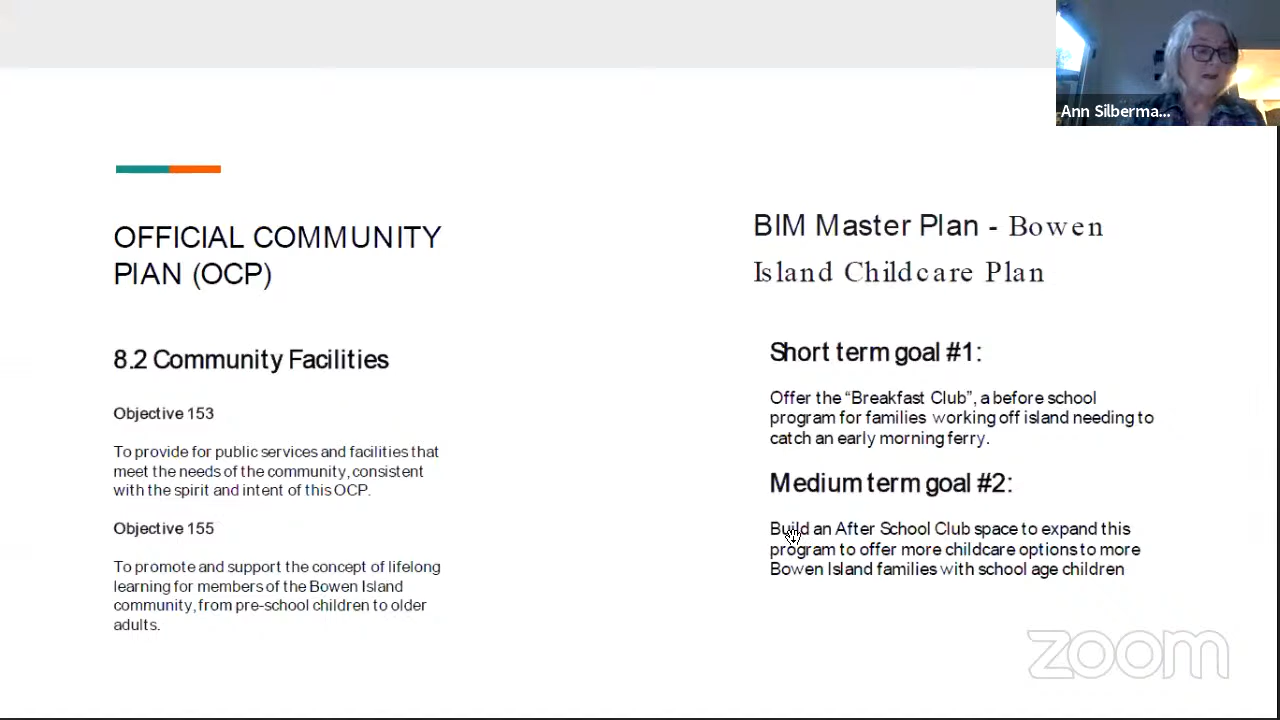 Ann Silberma...
OFFICIAL COMMUNITY
PLAN (OCP)
8.2 Community Facilities
Objective 153
To provide for public services and facilities that
meet the needs of the community, consistent
with the spirit and intent of this OCP.
Objective 155
To promote and support the concept of lifelong
learning for members of the Bowen Island
community, from pre-school children to older
adults.
BIM Master Plan - Bowen
Island Childcare Plan
Short term goal #1:
Offer the “Breakfast Club”, a before school
program for families working off island needing to
catch an early morning ferry.
Medium term goal #2:
Build an After School Club space to expand this
program to offer more childcare options to more
Bowen Island families with school age children
zoom